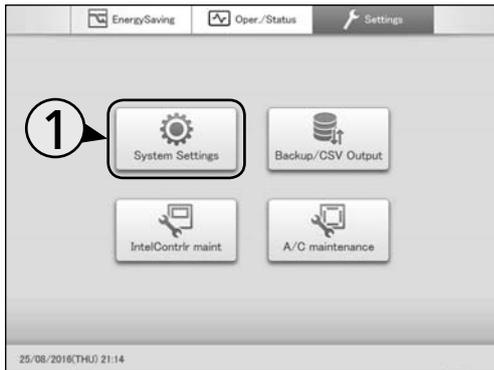 EnergySaving
Oper./Status
Settings
1
System Settings
Backup/CSV Output
IntelContrlr maint
A/C maintenance
25/08/2016(THU) 21:14